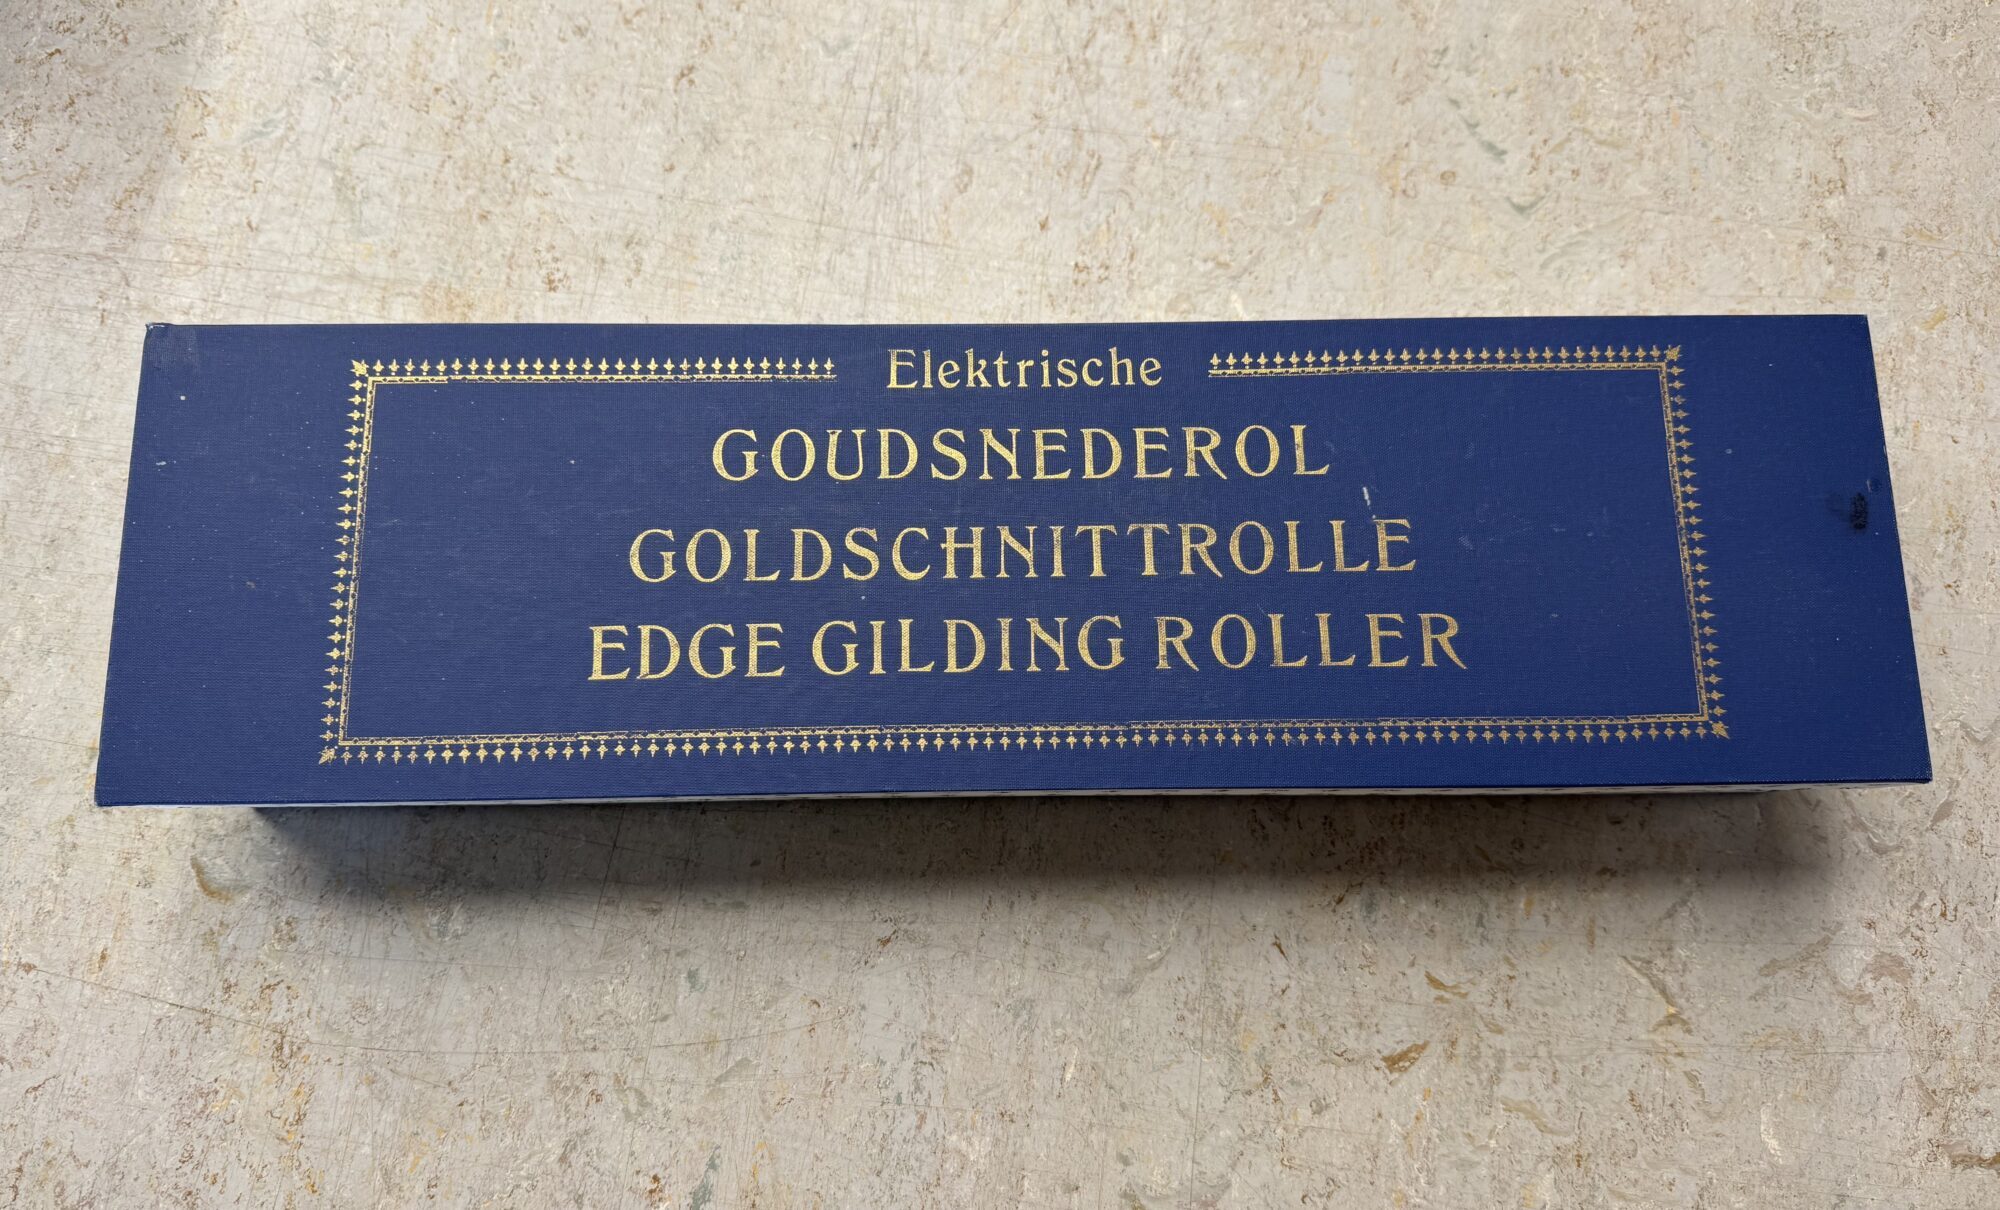 Elektrische
GOUDSNEDEROL
GOLDSCHNITTROLLE
EDGE GILDING ROLLER